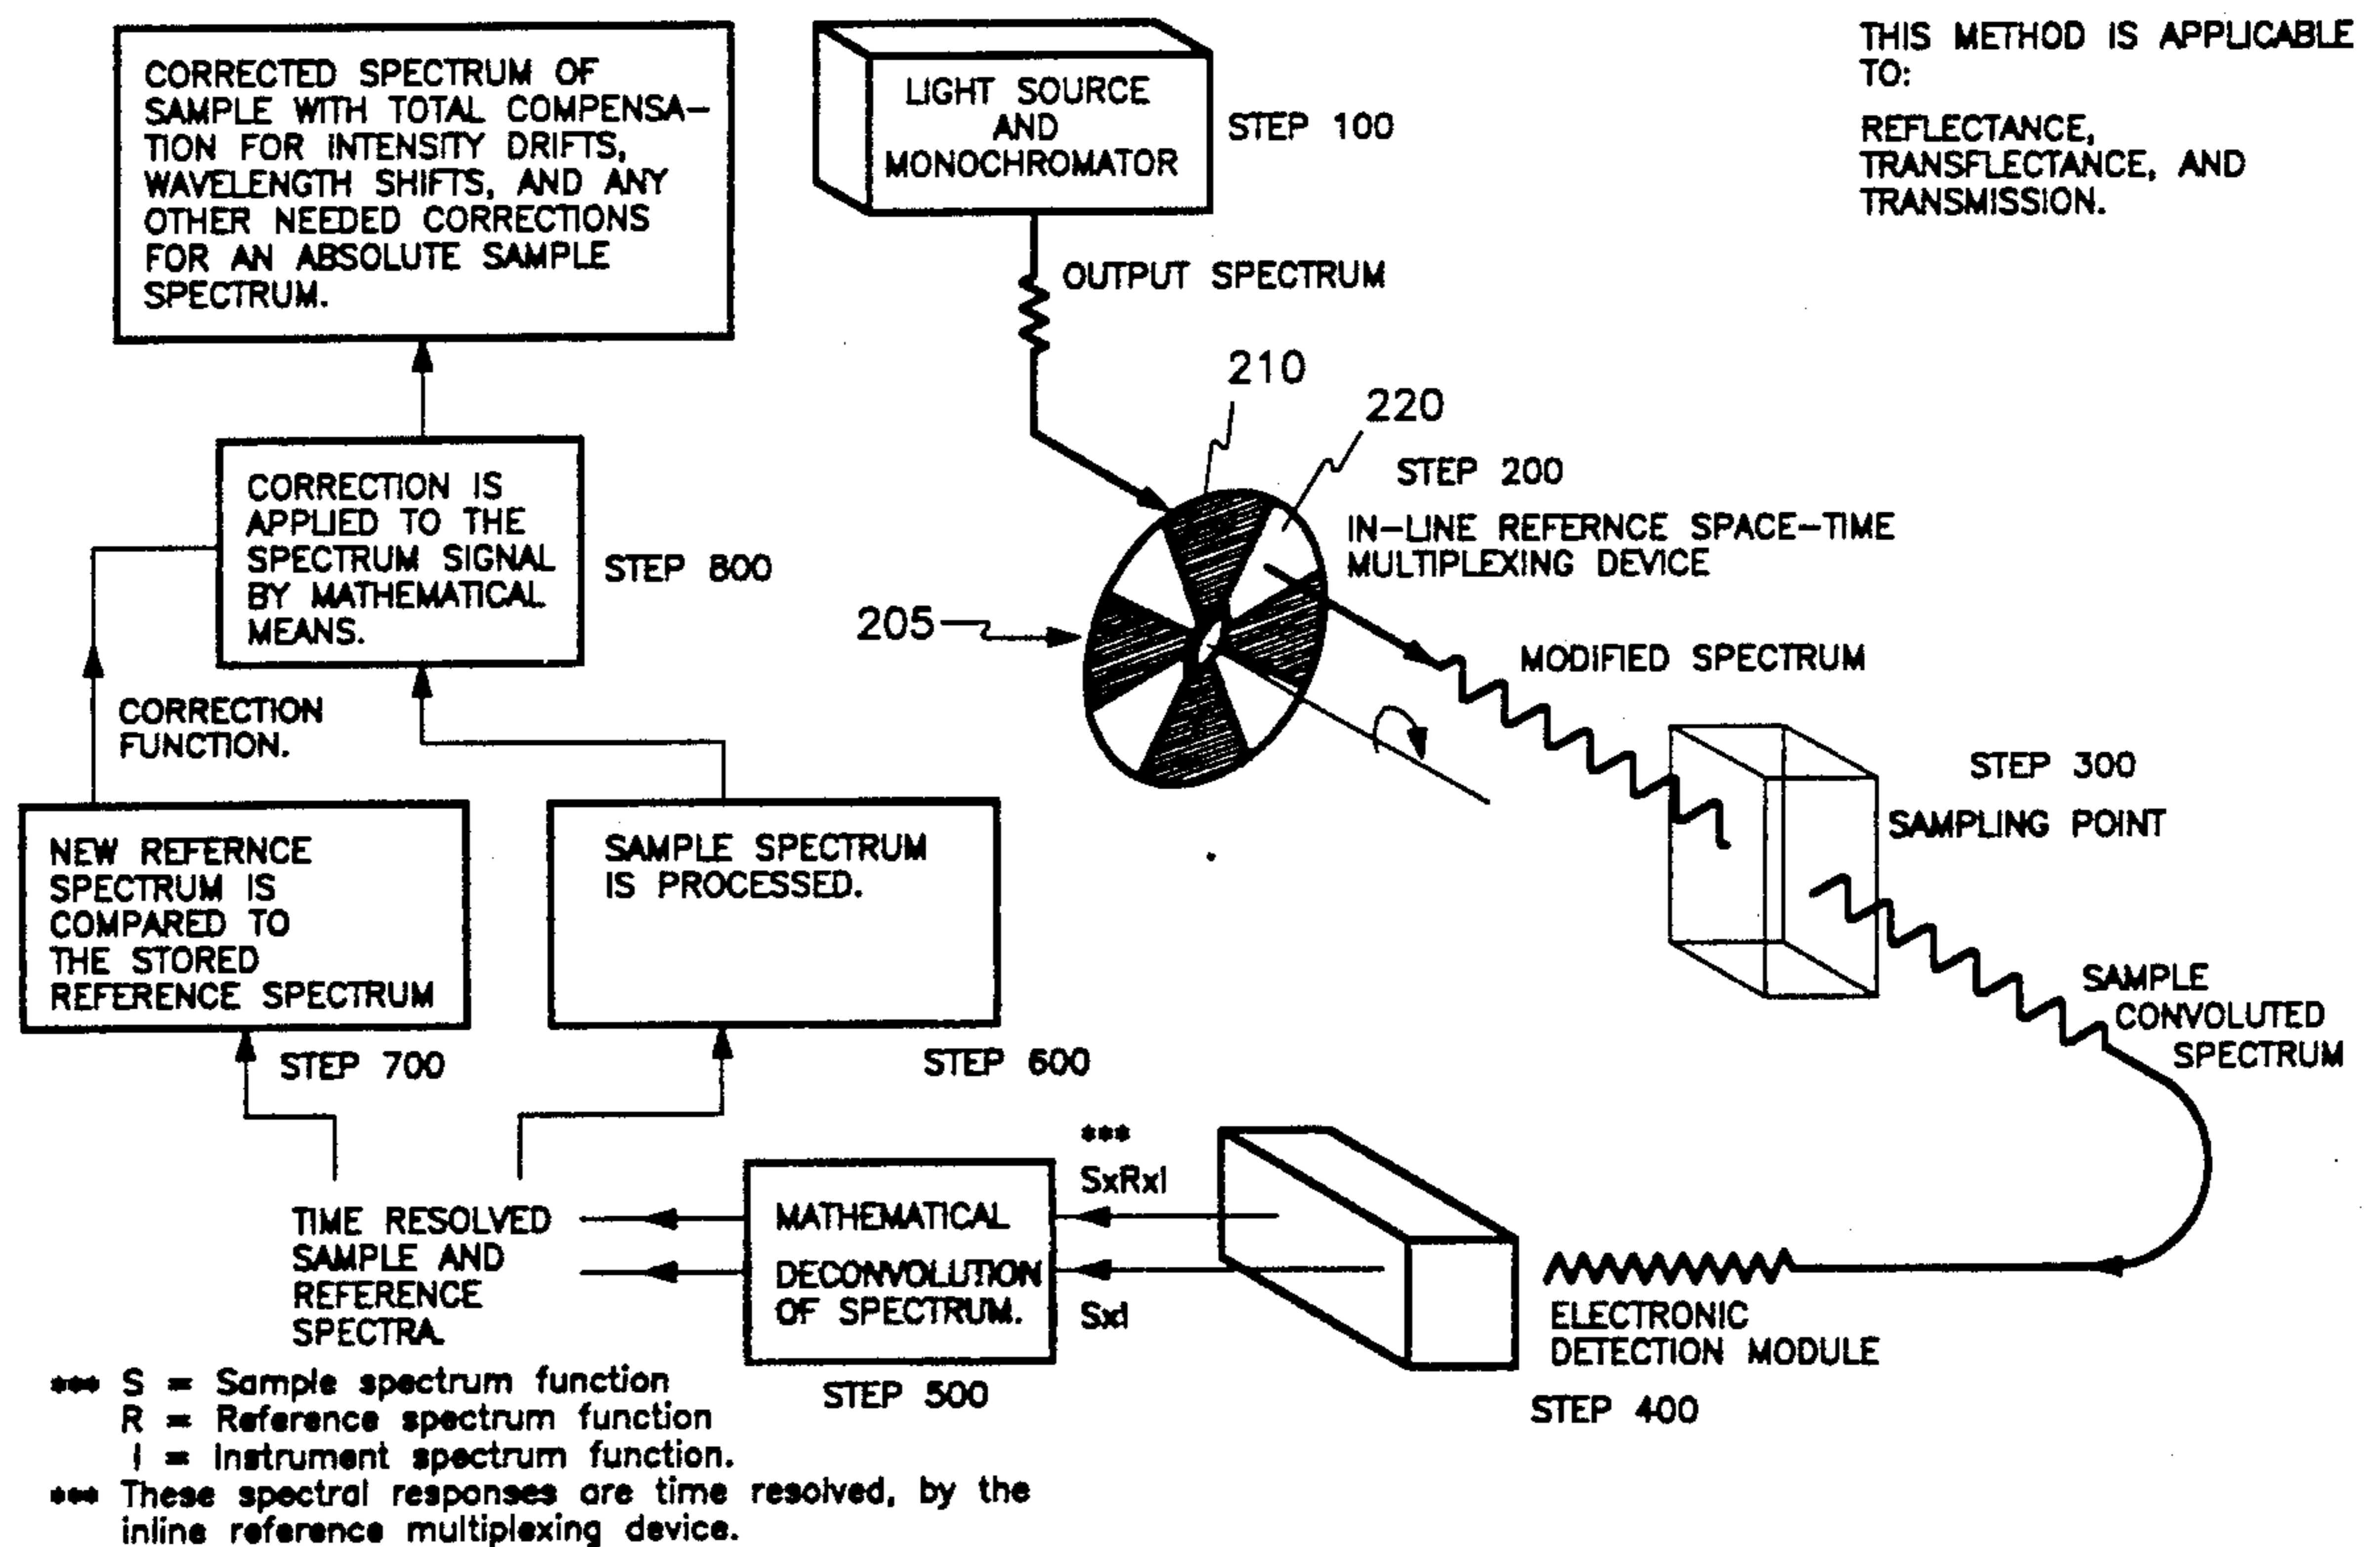 CORRECTED SPECTRUM OF
SAMPLE WITH TOTAL COMPENSA-
TION FOR INTENSITY DRIFTS,
WAVELENGTH SHIFTS, AND ANY
OTHER NEEDED CORRECTIONS
FOR AN ABSOLUTE SAMPLE
SPECTRUM.
LIGHT SOURCE
AND
MONOCHROMATOR
STEP 100
THIS METHOD IS APPLICABLE
TO:
REFLECTANCE,
TRANSFLECTANCE, AND
TRANSMISSION.
OUTPUT SPECTRUM
210
220
STEP 200
IN-LINE REFERNCE SPACE-TIME
MULTIPLEXING DEVICE
205
MODIFIED SPECTRUM
CORRECTION IS
APPLIED TO THE
SPECTRUM SIGNAL
BY MATHEMATICAL
MEANS.
STEP 800
CORRECTION
FUNCTION.
STEP 300
SAMPLING POINT
NEW REFERNCE
SPECTRUM IS
COMPARED TO
THE STORED
REFERENCE SPECTRUM
STEP 700
SAMPLE SPECTRUM
IS PROCESSED.
STEP 600
SAMPLE
CONVOLUTED
SPECTRUM
***
SxRxI
SxI
MATHEMATICAL
DECONVOLUTION
OF SPECTRUM.
STEP 500
ELECTRONIC
DETECTION MODULE
STEP 400
TIME RESOLVED
SAMPLE AND
REFERENCE
SPECTRA.
*** S = Sample spectrum function
R = Reference spectrum function
I = Instrument spectrum function.
*** These spectral responses are time resolved, by the
inline reference multiplexing device.